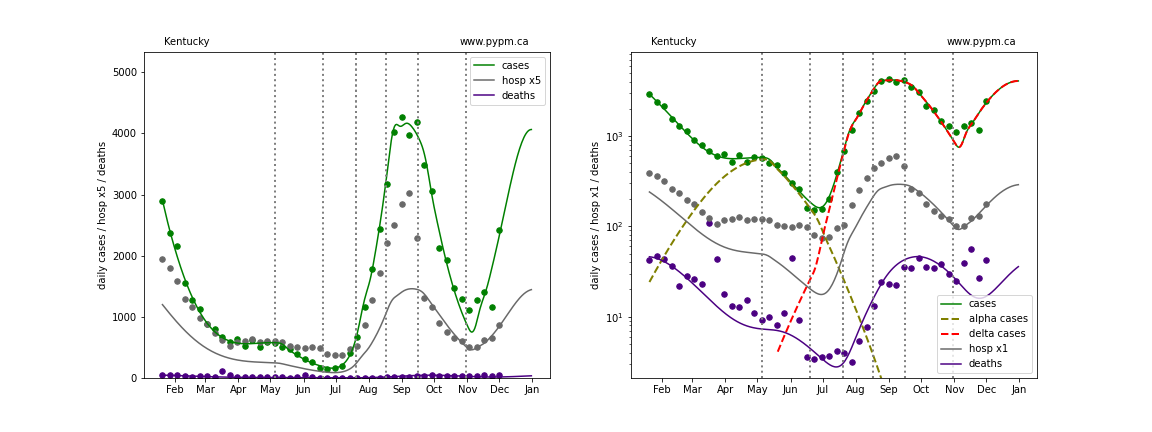 Kentucky
www.pypm.ca
daily cases / hosp x5 / deaths
5000
4000
3000
2000
1000
0
cases
hosp x5
deaths
Feb Mar Apr May Jun Jul Aug Sep Oct Nov Dec Jan
Kentucky
www.pypm.ca
daily cases / hosp x1 / deaths
10³
10²
10¹
cases
alpha cases
delta cases
hosp x1
deaths
Feb Mar Apr May Jun Jul Aug Sep Oct Nov Dec Jan